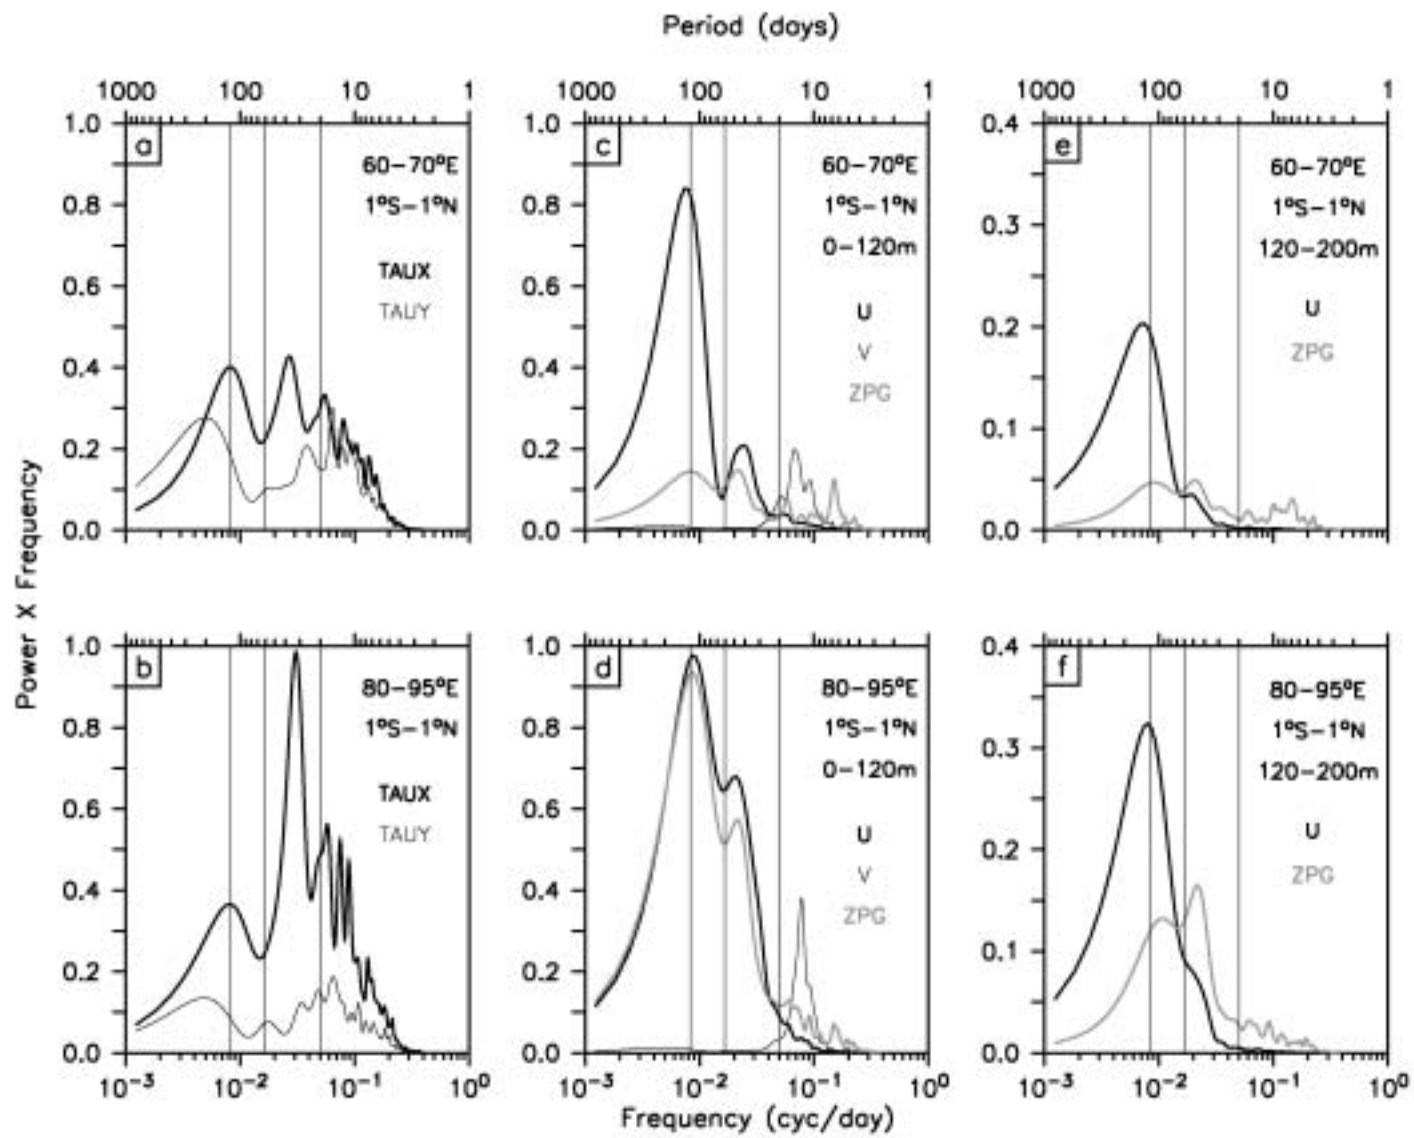 Period (days)
1000 100 10 1
1000 100 10 1
1000 100 10 1
a
60-70°E
1°S-1°N
TAUX
TAUY
1.0
0.8
0.6
0.4
0.2
0.0
c
60-70°E
1°S-1°N
0-120m
U
V
ZPG
1.0
0.8
0.6
0.4
0.2
0.0
e
60-70°E
1°S-1°N
120-200m
U
ZPG
0.4
0.3
0.2
0.1
0.0
Power X Frequency
b
80-95°E
1°S-1°N
TAUX
TAUY
1.0
0.8
0.6
0.4
0.2
0.0
10⁻³ 10⁻² 10⁻¹ 10⁰
d
80-95°E
1°S-1°N
0-120m
U
V
ZPG
1.0
0.8
0.6
0.4
0.2
0.0
10⁻³ 10⁻² 10⁻¹ 10⁰
f
80-95°E
1°S-1°N
120-200m
U
ZPG
0.4
0.3
0.2
0.1
0.0
10⁻³ 10⁻² 10⁻¹ 10⁰
Frequency (cyc/day)